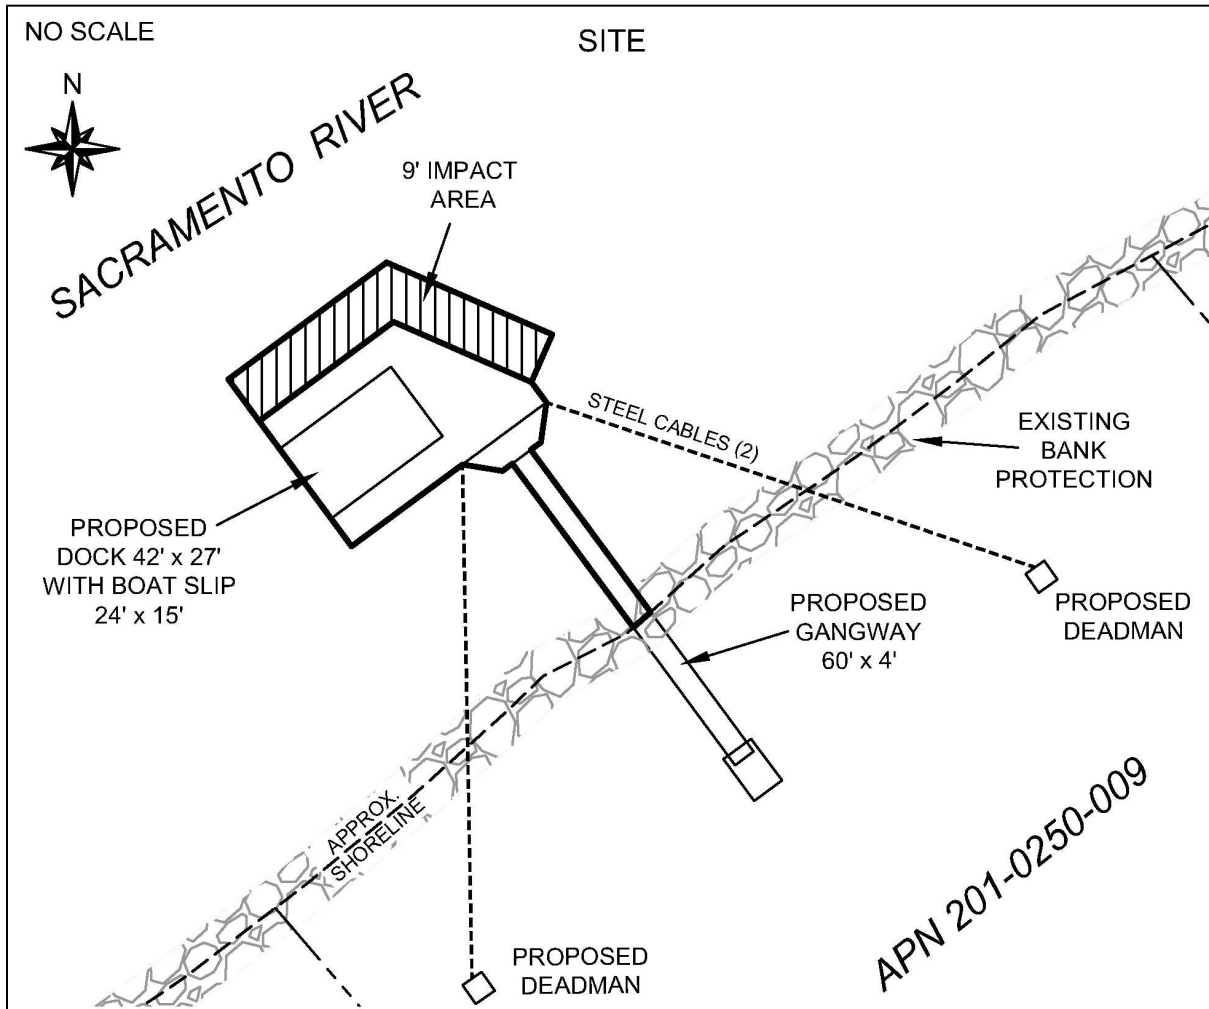 NO SCALE
SITE
N
SACRAMENTO RIVER
9' IMPACT
AREA
STEEL CABLES (2)
EXISTING
BANK
PROTECTION
PROPOSED
DOCK 42' x 27'
WITH BOAT SLIP
24' x 15'
PROPOSED
GANGWAY
60' x 4'
PROPOSED
DEADMAN
APPROX.
SHORELINE
APN 201-0250-009
PROPOSED
DEADMAN